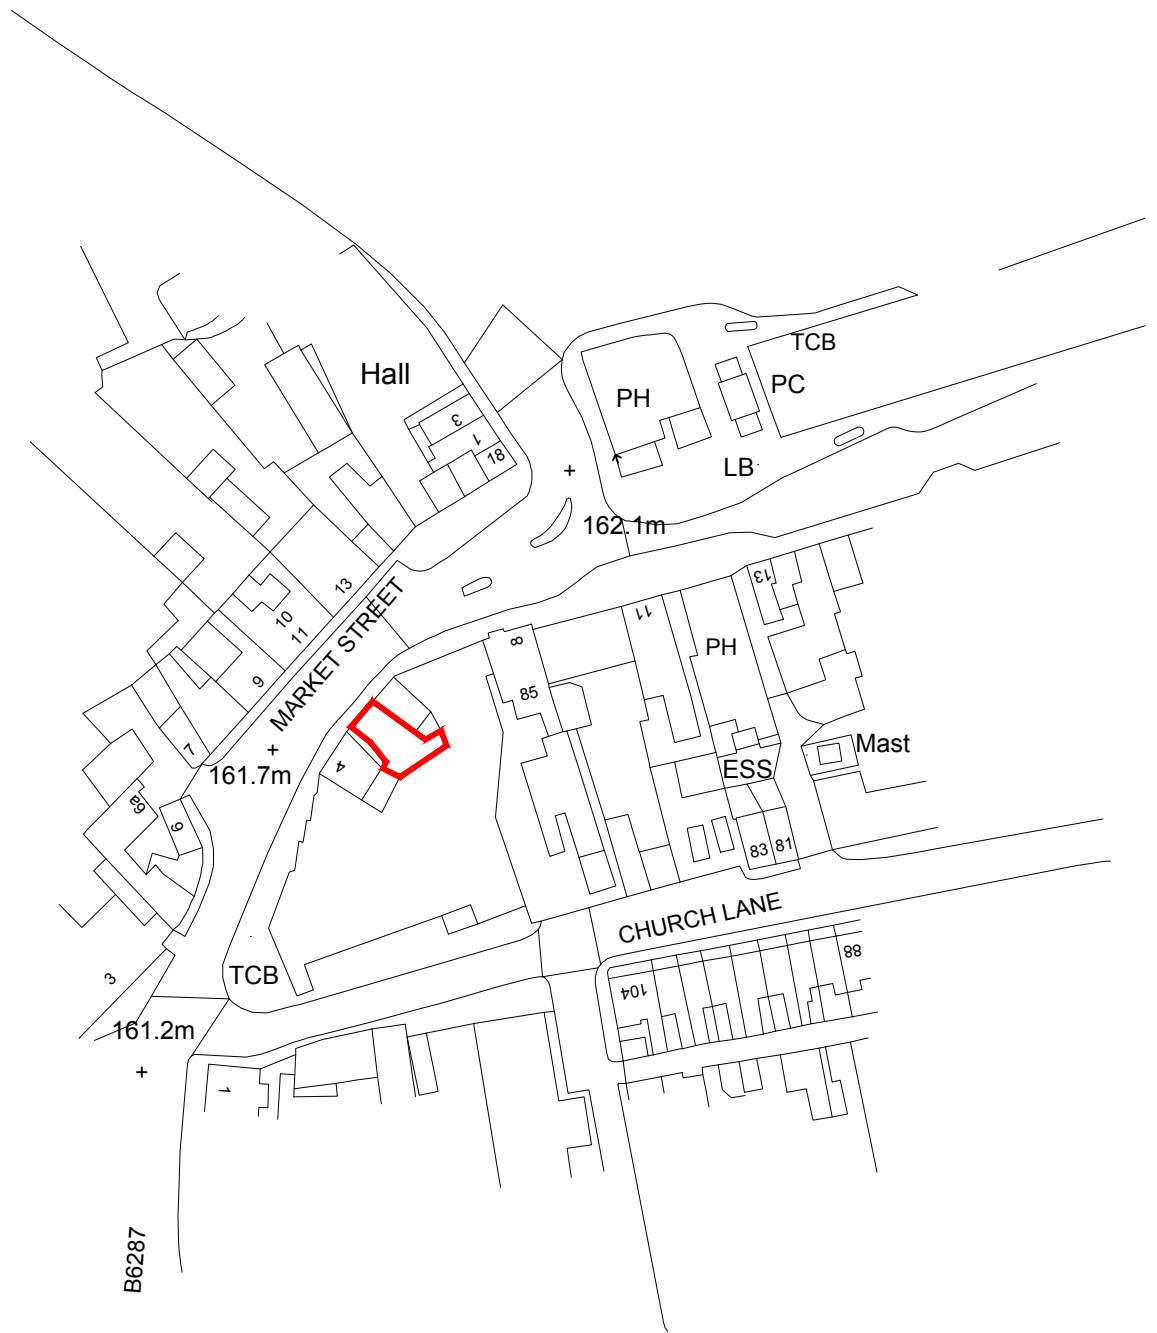 TCB
Hall
PC
PH
3
1
18
LB
162.1m
13
13
10
11
11
MARKET STREET
8
PH
9
85
7
4
161.7m
Mast
ESS
6a
6
83
81
CHURCH LANE
88
3
TCB
104
161.2m
1
B6287